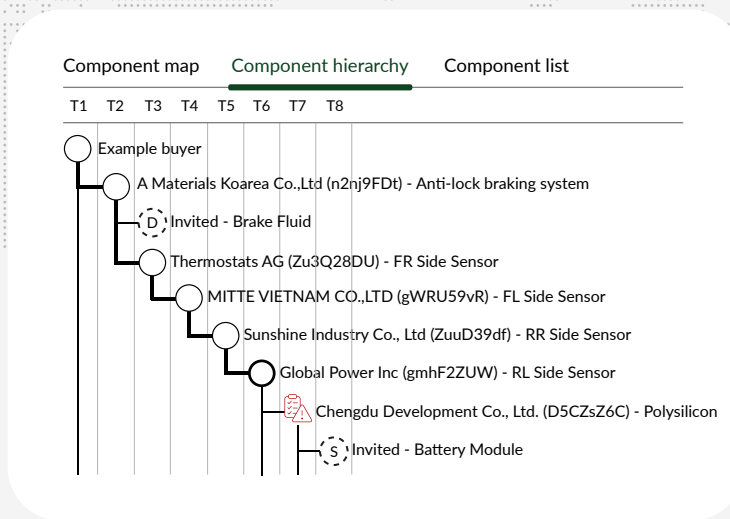 Component map Component hierarchy Component list
T1 T2 T3 T4 T5 T6 T7 T8
Example buyer
A Materials Koarea Co.,Ltd (n2nj9FDt) - Anti-lock braking system
D Invited - Brake Fluid
Thermostats AG (Zu3Q28DU) - FR Side Sensor
MITTE VIETNAM CO.,LTD (gWRU59vR) - FL Side Sensor
Sunshine Industry Co., Ltd (ZuuD39df) - RR Side Sensor
Global Power Inc (gmhF2ZUW) - RL Side Sensor
Chengdu Development Co., Ltd. (D5CZsZ6C) - Polysilicon
S Invited - Battery Module